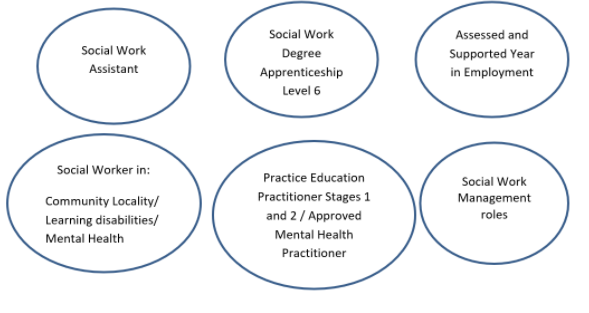 Social Work
Assistant
Social Work
Degree
Apprenticeship
Level 6
Assessed and
Supported Year
in Employment
Social Worker in:
Community Locality/
Learning disabilities/
Mental Health
Practice Education
Practitioner Stages 1
and 2 / Approved
Mental Health
Practitioner
Social Work
Management
roles